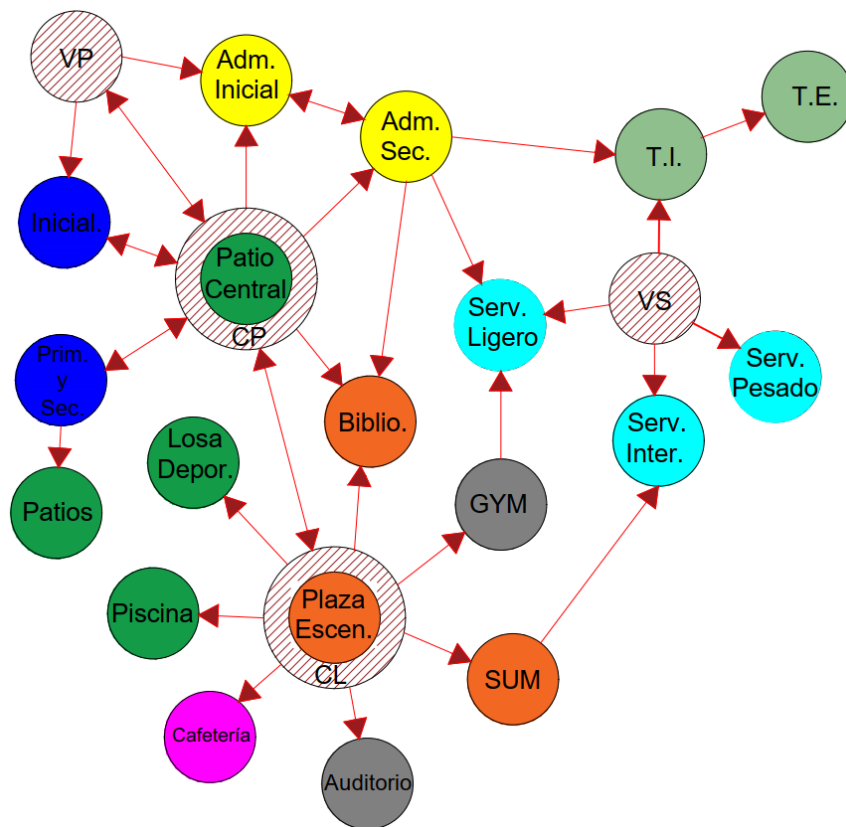 VP
Adm.
Inicial
Adm.
Sec.
T.E.
T.I.
Inicial.
Patio
Central
CP
Serv.
Ligero
VS
Serv.
Pesado
Prim.
y
Sec.
Biblio.
Losa
Depor.
Serv.
Inter.
Patios
GYM
Piscina
Plaza
Escen.
CL
SUM
Cafetería
Auditorio